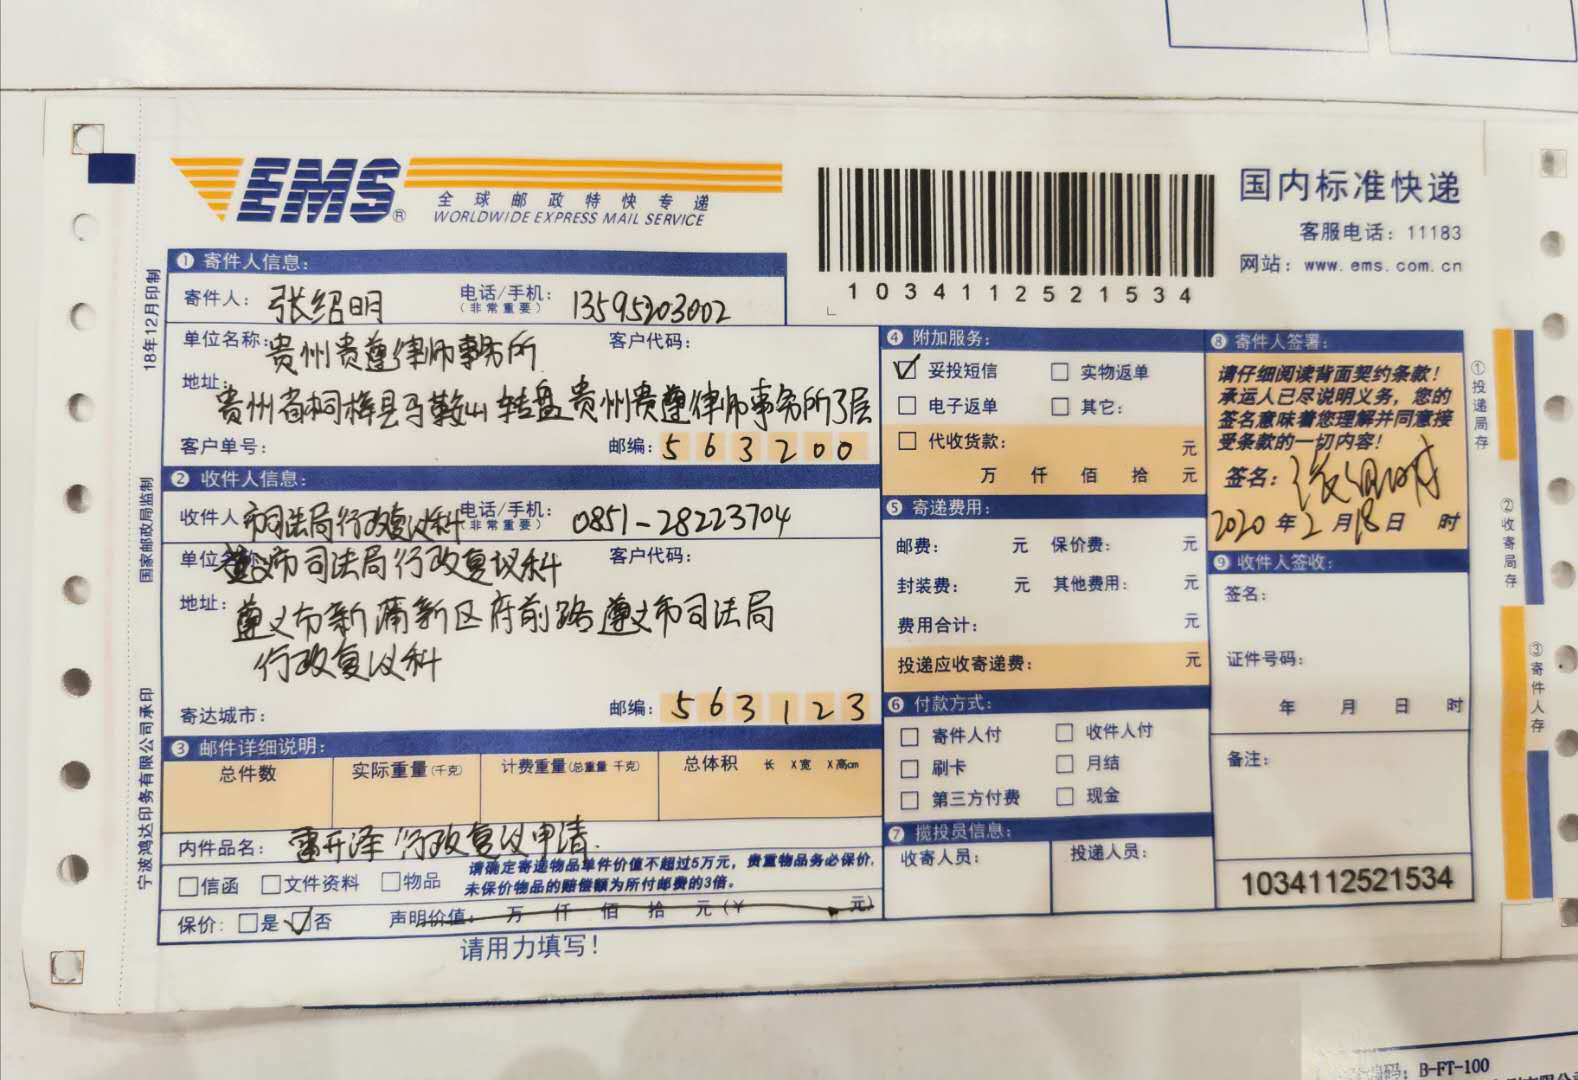 EMS®
全球邮政特快专递
WORLDWIDE EXPRESS MAIL SERVICE
1034112521534
国内标准快递
客服电话：11183
网站：www.ems.com.cn
18年12月印制
国家邮政局监制
宁波鸿达印务有限公司承印
① 寄件人信息：
寄件人：张绍明 电话/手机：（非常重要）13595203002
单位名称：贵州贵遵律师事务所 客户代码：
地址：贵州省桐梓县马鞍山转盘贵州贵遵律师事务所3层
客户单号： 邮编：563200
② 收件人信息：
收件人 市司法局行政复议科 电话/手机：（非常重要）0851-28223704
单位 遵义市司法局行政复议科 客户代码：
地址：遵义市新蒲新区府前路遵义市司法局
行政复议科
寄达城市： 邮编：563123
③ 邮件详细说明：
总件数 实际重量(千克) 计费重量(总重量 千克) 总体积 长 X宽 X高cm
内件品名：雷开泽行政复议申请
□信函 □文件资料 □物品
请确定寄递物品单件价值不超过5万元，贵重物品务必保价，
未保价物品的赔偿额为所付邮费的3倍。
保价：□是 ☑否 声明价值： 万 仟 佰 拾 元（¥ 元）
请用力填写！
④ 附加服务：
☑ 妥投短信 □ 实物返单
□ 电子返单 □ 其它：
□ 代收货款： 元
万 仟 佰 拾 元
⑤ 寄递费用：
邮费： 元 保价费： 元
封装费： 元 其他费用： 元
费用合计： 元
投递应收寄递费： 元
⑥ 付款方式：
□ 寄件人付 □ 收件人付
□ 刷卡 □ 月结
□ 第三方付费 □ 现金
⑦ 揽投员信息：
收寄人员： 投递人员：
⑧ 寄件人签署：
请仔细阅读背面契约条款！
承运人已尽说明义务，您的
签名意味着您理解并同意接
受条款的一切内容！
签名：
2020年2月18日 时
⑨ 收件人签收：
签名：
证件号码：
年 月 日 时
备注：
1034112521534
①投递局存
②收寄局存
③寄件人存
B-FT-100